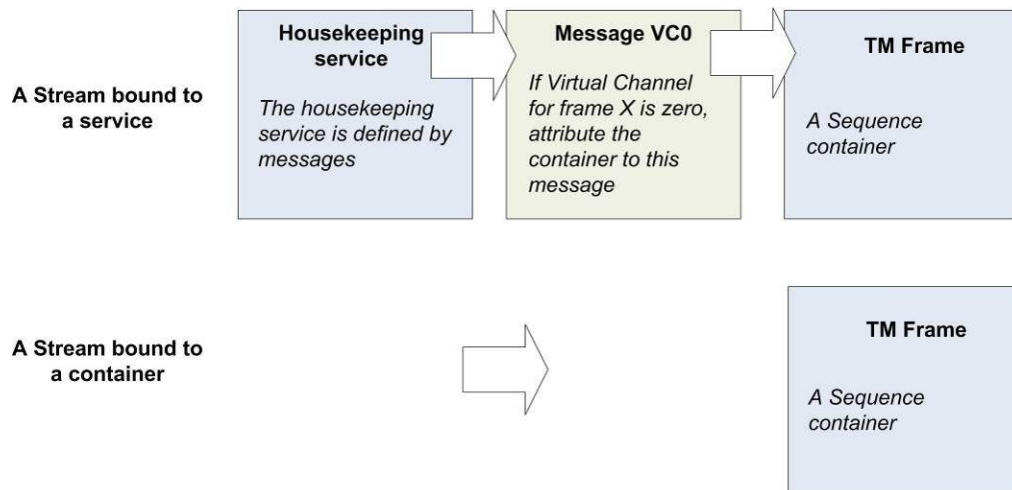 A Stream bound to
a service
Housekeeping
service
The housekeeping
service is defined by
messages
Message VC0
If Virtual Channel
for frame X is zero,
attribute the
container to this
message
TM Frame
A Sequence
container
A Stream bound to
a container
TM Frame
A Sequence
container